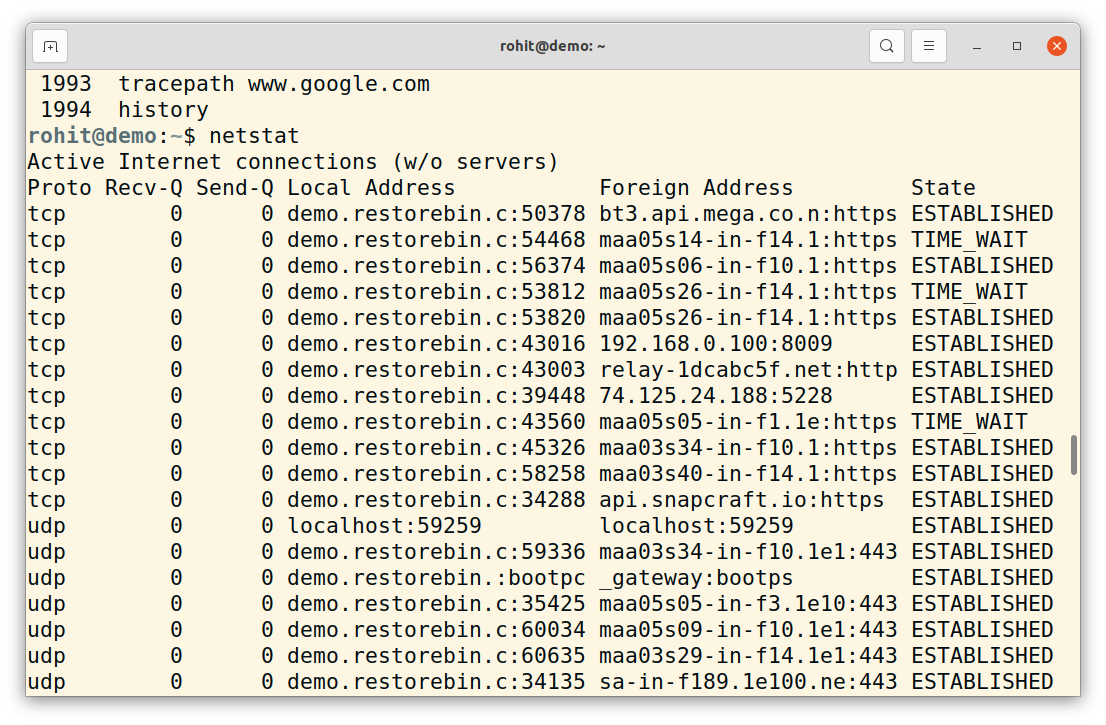 rohit@demo: ~
1993  tracepath www.google.com
1994  history
rohit@demo:~$ netstat
Active Internet connections (w/o servers)
Proto Recv-Q Send-Q Local Address           Foreign Address         State
tcp        0      0 demo.restorebin.c:50378 bt3.api.mega.co.n:https ESTABLISHED
tcp        0      0 demo.restorebin.c:54468 maa05s14-in-f14.1:https TIME_WAIT
tcp        0      0 demo.restorebin.c:56374 maa05s06-in-f10.1:https ESTABLISHED
tcp        0      0 demo.restorebin.c:53812 maa05s26-in-f14.1:https TIME_WAIT
tcp        0      0 demo.restorebin.c:53820 maa05s26-in-f14.1:https ESTABLISHED
tcp        0      0 demo.restorebin.c:43016 192.168.0.100:8009      ESTABLISHED
tcp        0      0 demo.restorebin.c:43003 relay-1dcabc5f.net:http ESTABLISHED
tcp        0      0 demo.restorebin.c:39448 74.125.24.188:5228      ESTABLISHED
tcp        0      0 demo.restorebin.c:43560 maa05s05-in-f1.1e:https TIME_WAIT
tcp        0      0 demo.restorebin.c:45326 maa03s34-in-f10.1:https ESTABLISHED
tcp        0      0 demo.restorebin.c:58258 maa03s40-in-f14.1:https ESTABLISHED
tcp        0      0 demo.restorebin.c:34288 api.snapcraft.io:https  ESTABLISHED
udp        0      0 localhost:59259         localhost:59259         ESTABLISHED
udp        0      0 demo.restorebin.c:59336 maa03s34-in-f10.1e1:443 ESTABLISHED
udp        0      0 demo.restorebin.:bootpc _gateway:bootps         ESTABLISHED
udp        0      0 demo.restorebin.c:35425 maa05s05-in-f3.1e10:443 ESTABLISHED
udp        0      0 demo.restorebin.c:60034 maa05s09-in-f10.1e1:443 ESTABLISHED
udp        0      0 demo.restorebin.c:60635 maa03s29-in-f14.1e1:443 ESTABLISHED
udp        0      0 demo.restorebin.c:34135 sa-in-f189.1e100.ne:443 ESTABLISHED